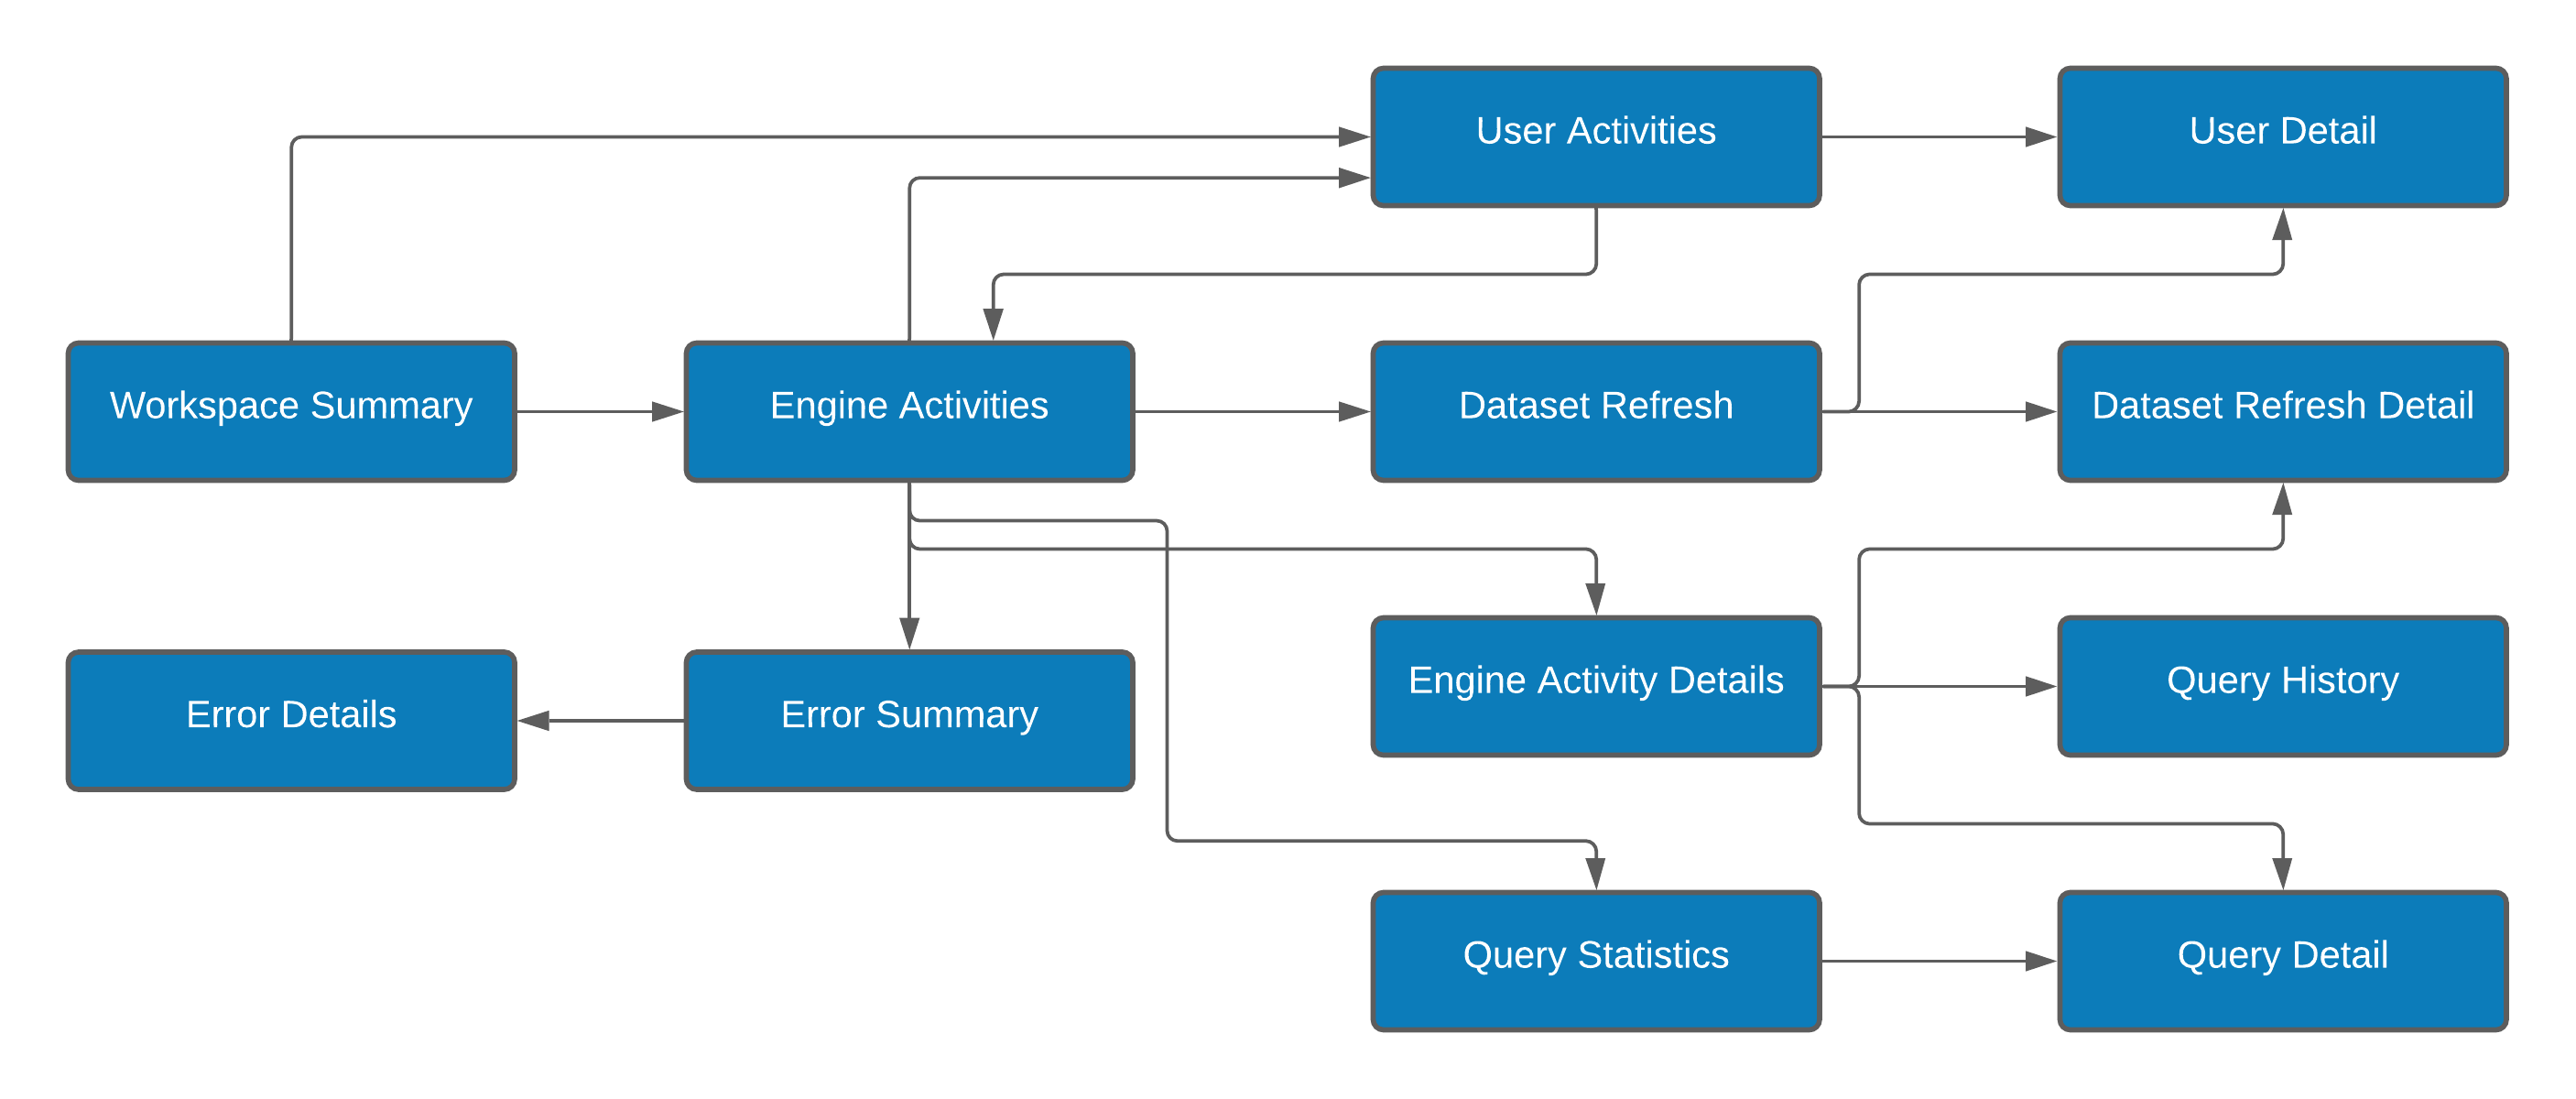 User Activities
User Detail
Workspace Summary
Engine Activities
Dataset Refresh
Dataset Refresh Detail
Error Details
Error Summary
Engine Activity Details
Query History
Query Statistics
Query Detail